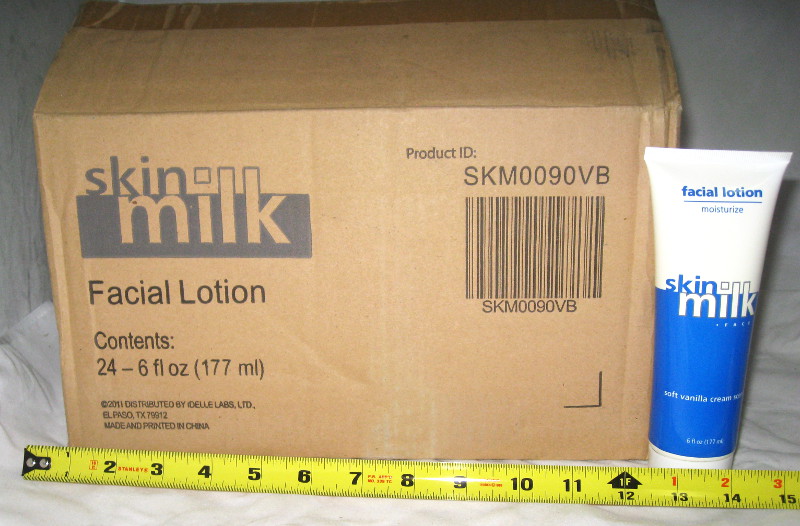 skin
milk
Facial Lotion
Contents:
24 – 6 fl oz (177 ml)
©2011 DISTRIBUTED BY IDELLE LABS, LTD.,
EL PASO, TX 79912
MADE AND PRINTED IN CHINA
Product ID:
SKM0090VB
SKM0090VB
facial lotion
moisturize
skin
milk
• FACE
soft vanilla cream
6 fl oz (177 ml)
2 STANLEY® 3 4 5 6 7 8 9 10 11 1F 1 2 3
12 13 14 15